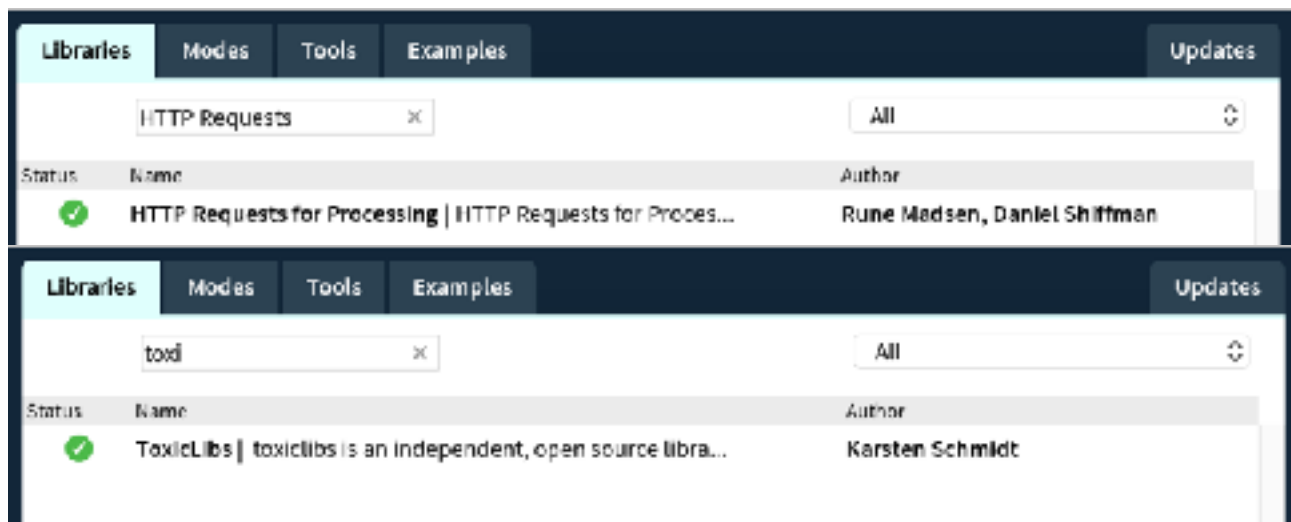 Libraries Modes Tools Examples Updates
HTTP Requests × All
Status Name Author
HTTP Requests for Processing | HTTP Requests for Proces... Rune Madsen, Daniel Shiffman
Libraries Modes Tools Examples Updates
toxi × All
Status Name Author
ToxicLibs | toxiclibs is an independent, open source libra... Karsten Schmidt